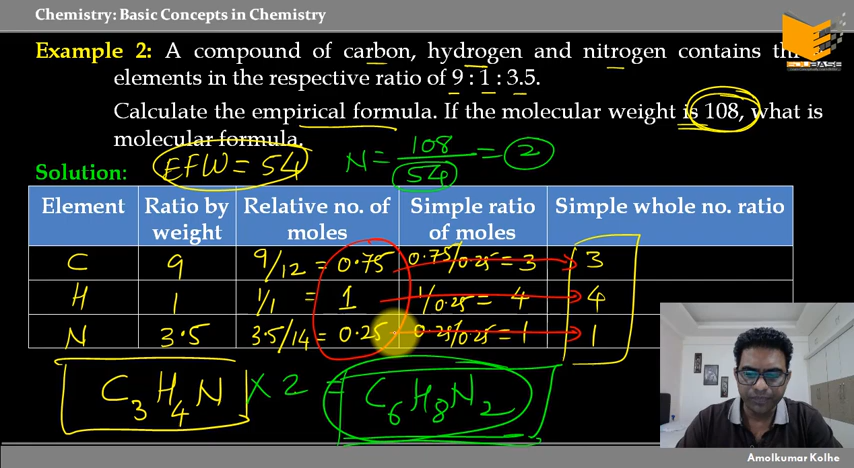 Chemistry: Basic Concepts in Chemistry
Example 2: A compound of carbon, hydrogen and nitrogen contains
elements in the respective ratio of 9 : 1 : 3.5.
Calculate the empirical formula. If the molecular weight is 108, what is
molecular formula.
EFW = 54 N = 108/54 = 2
Solution:
Element Ratio by weight Relative no. of moles Simple ratio of moles Simple whole no. ratio
C 9 9/12 = 0.75 0.75/0.25 = 3 3
H 1 1/1 = 1 1/0.25 = 4 4
N 3.5 3.5/14 = 0.25 0.25/0.25 = 1 1
C3H4N × 2 = C6H8N2
Amolkumar Kolhe